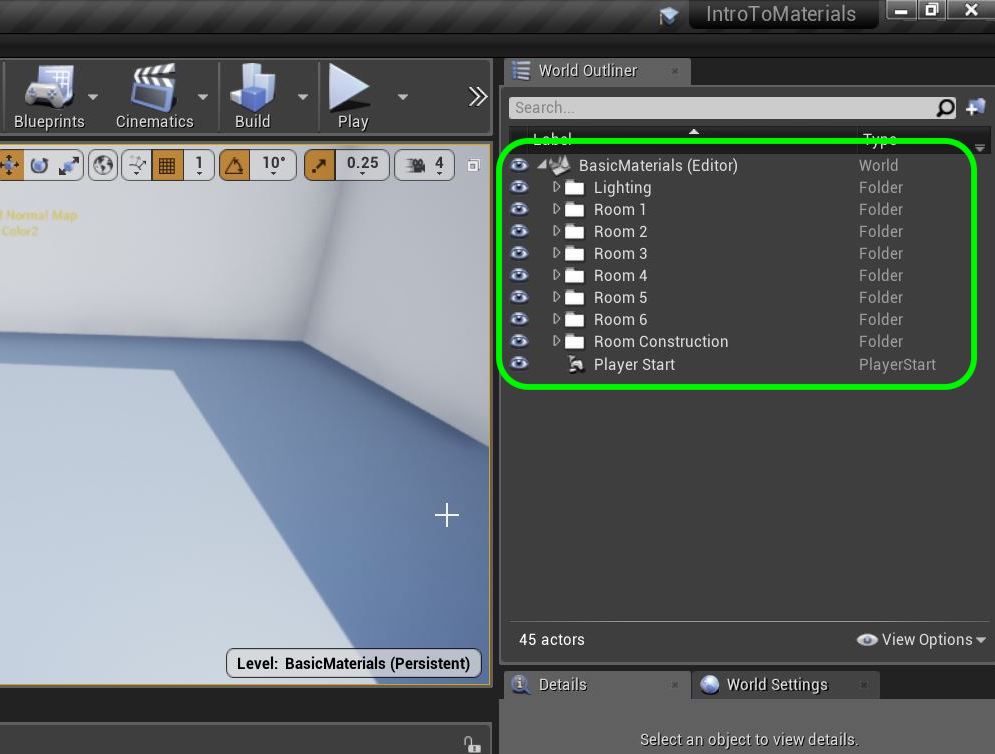 IntroToMaterials
Blueprints Cinematics Build Play
World Outliner
Search...
Label Type
1 10° 0.25 4
BasicMaterials (Editor) World
Lighting Folder
Room 1 Folder
Room 2 Folder
Room 3 Folder
Room 4 Folder
Room 5 Folder
Room 6 Folder
Room Construction Folder
Player Start PlayerStart
Normal Map
Color2
45 actors View Options
Level: BasicMaterials (Persistent)
Details World Settings
Select an object to view details.